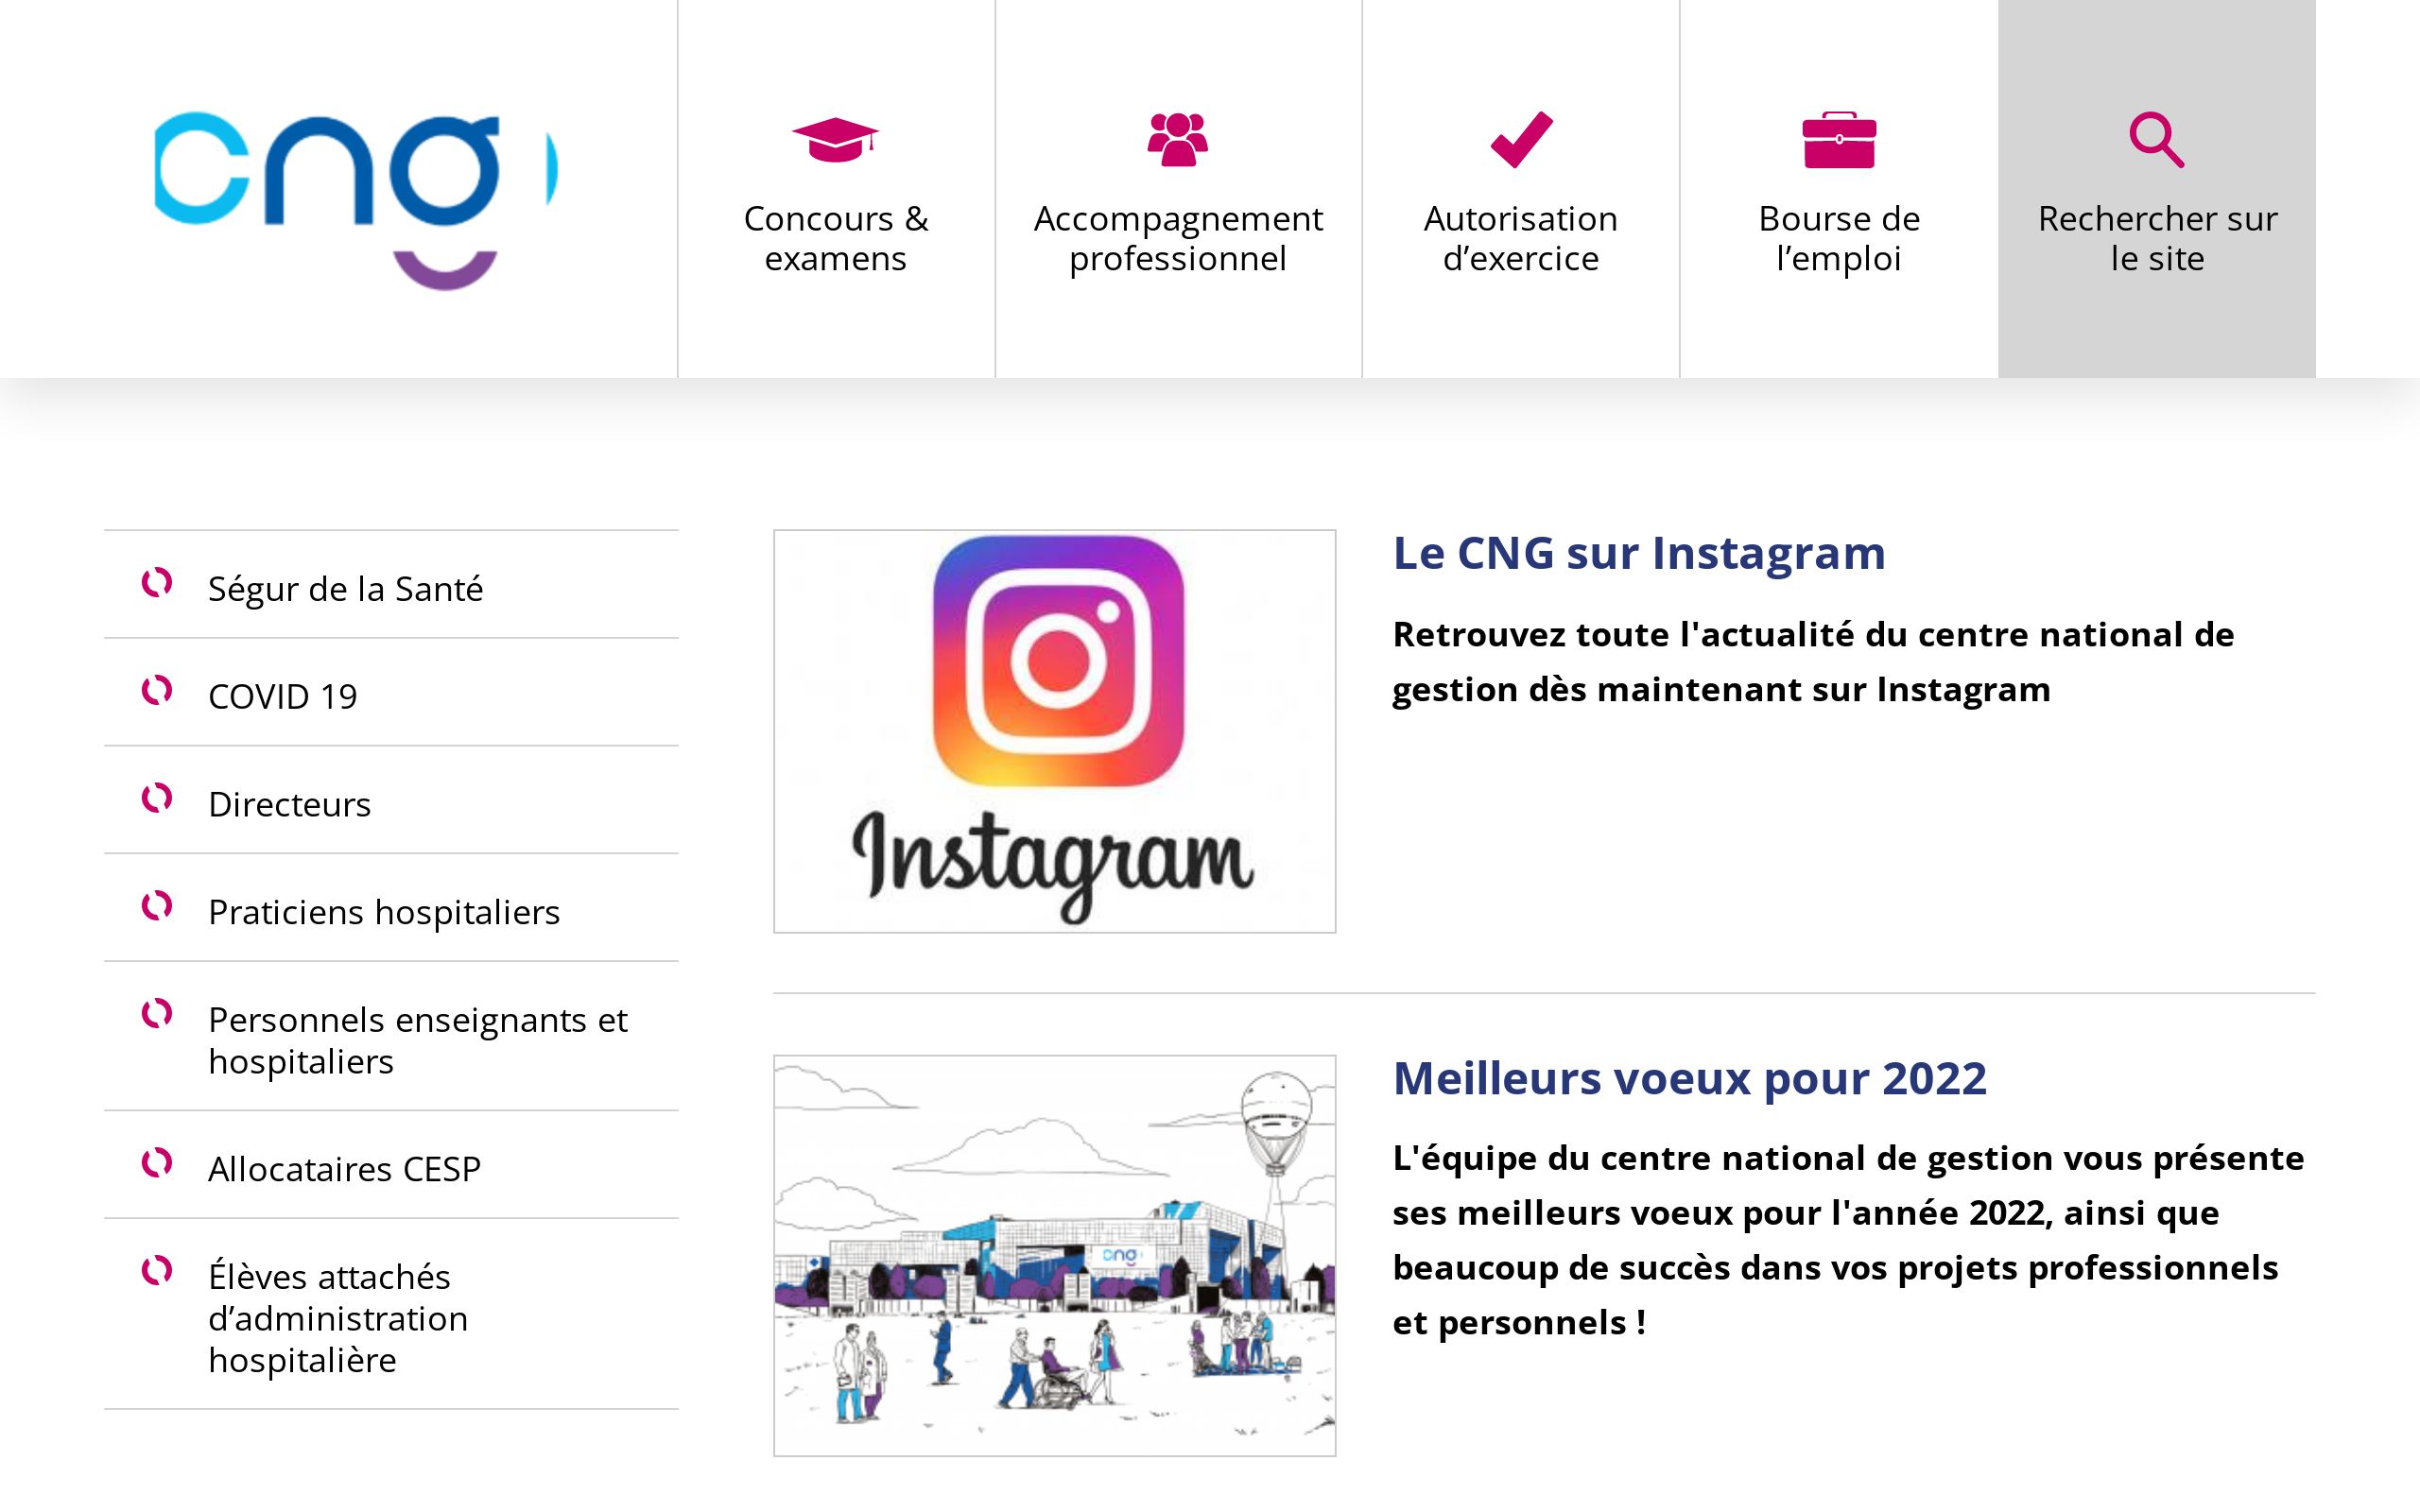 cng
Concours &
examens
Accompagnement
professionnel
Autorisation
d’exercice
Bourse de
l’emploi
Rechercher sur
le site
Ségur de la Santé
COVID 19
Directeurs
Praticiens hospitaliers
Personnels enseignants et
hospitaliers
Allocataires CESP
Élèves attachés
d’administration
hospitalière
Instagram
Le CNG sur Instagram
Retrouvez toute l'actualité du centre national de
gestion dès maintenant sur Instagram
cng
Meilleurs voeux pour 2022
L'équipe du centre national de gestion vous présente
ses meilleurs voeux pour l'année 2022, ainsi que
beaucoup de succès dans vos projets professionnels
et personnels !